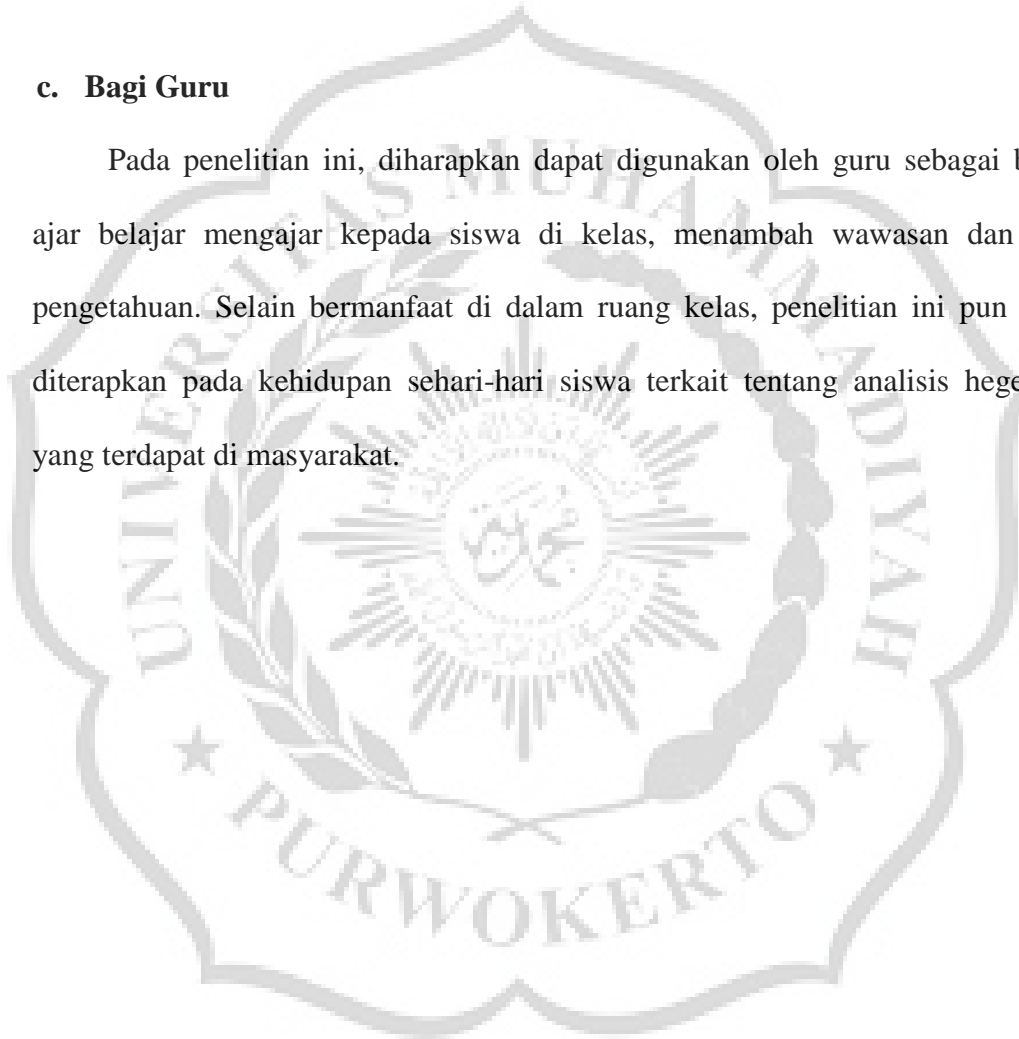 c. Bagi Guru
Pada penelitian ini, diharapkan dapat digunakan oleh guru sebagai
ajar belajar mengajar kepada siswa di kelas, menambah wawasan dan
pengetahuan. Selain bermanfaat di dalam ruang kelas, penelitian ini pun
diterapkan pada kehidupan sehari-hari siswa terkait tentang analisis
yang terdapat di masyarakat.
UNIVERSITAS MUHAMMADIYAH
PURWOKERTO